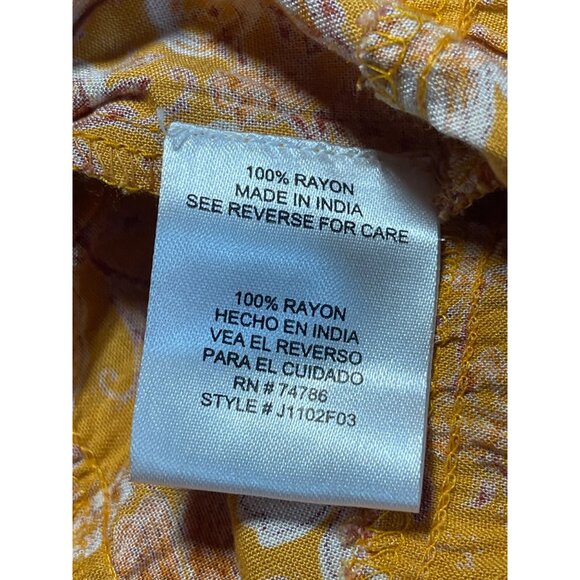 100% RAYON
MADE IN INDIA
SEE REVERSE FOR CARE
100% RAYON
HECHO EN INDIA
VEA EL REVERSO
PARA EL CUIDADO
RN # 74786
STYLE # J1102F03